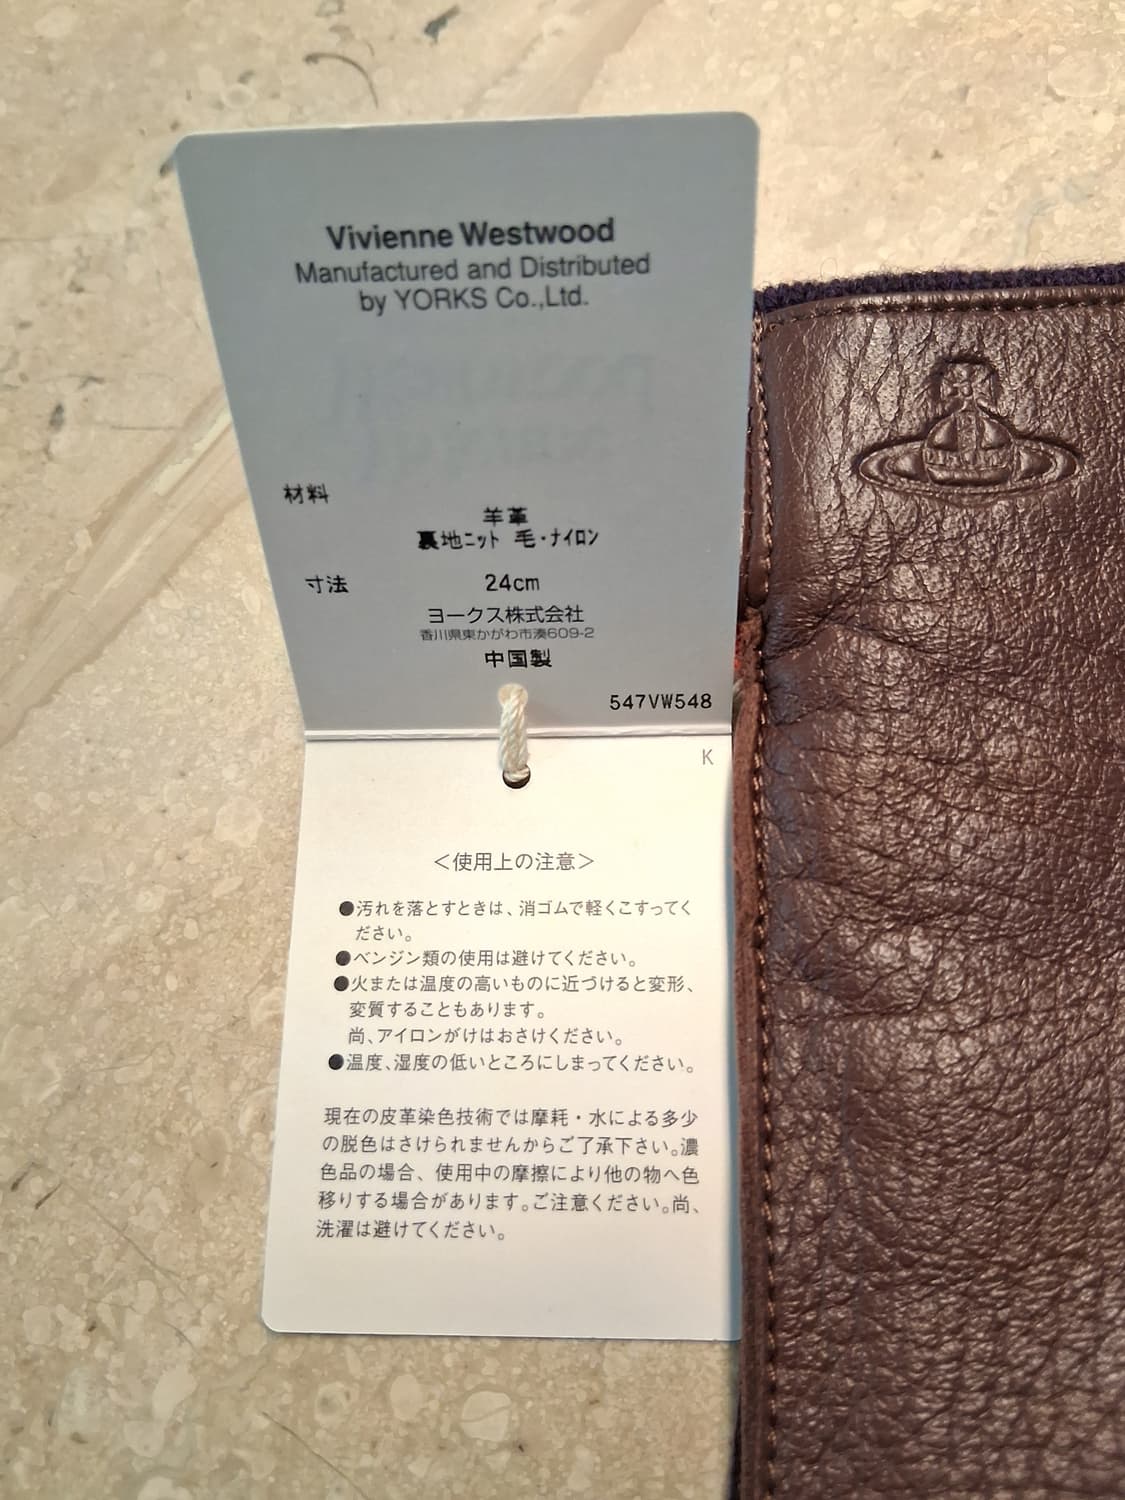 Vivienne Westwood
Manufactured and Distributed
by YORKS Co.,Ltd.
材料
羊革
裏地ニット 毛・ナイロン
寸法 24cm
ヨークス株式会社
香川県東かがわ市湊609-2
中国製
547VW548
K
＜使用上の注意＞
●汚れを落とすときは、消ゴムで軽くこすってく
ださい。
●ベンジン類の使用は避けてください。
●火または温度の高いものに近づけると変形、
変質することもあります。
尚、アイロンがけはおさけください。
●温度、湿度の低いところにしまってください。
現在の皮革染色技術では摩耗・水による多少
の脱色はさけられませんからご了承下さい。濃
色品の場合、使用中の摩擦により他の物へ色
移りする場合があります。ご注意ください。尚、
洗濯は避けてください。